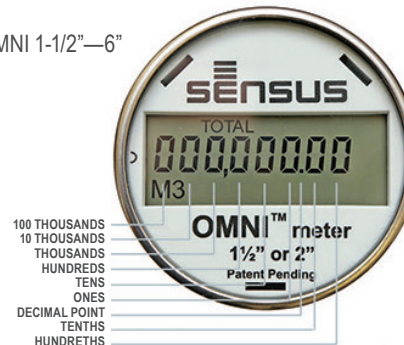 MNI 1-1/2”—6”
SENSUS
TOTAL
000,000.00
M3
OMNI™ meter
1½” or 2”
Patent Pending
100 THOUSANDS
10 THOUSANDS
THOUSANDS
HUNDREDS
TENS
ONES
DECIMAL POINT
TENTHS
HUNDRETHS